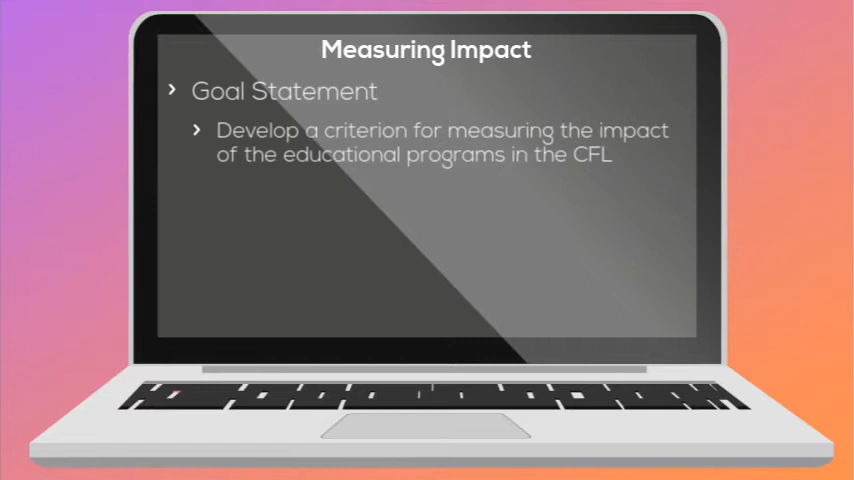 Measuring Impact
Goal Statement
Develop a criterion for measuring the impact
of the educational programs in the CFL